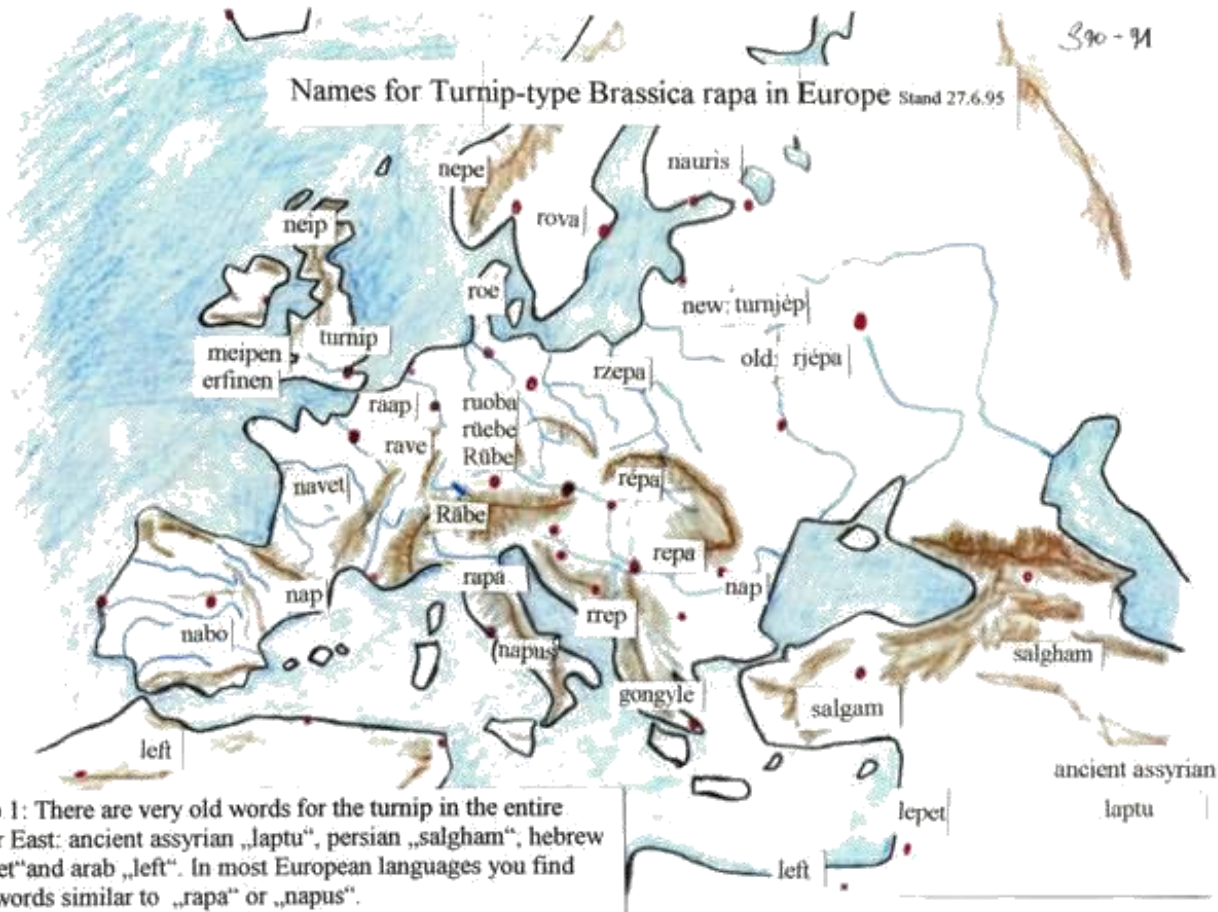 S90-91
Names for Turnip-type Brassica rapa in Europe Stand 27.6.95
nepe
nauris
neip
rova
roe
new: turnjép
meipen
erfinen
turnip
old: rjépa
rzepa
raap
ruoba
rüebe
Rübe
rave
navet
répa
Räbe
repa
rapa
nap
nap
rrep
nabo
(napus
salgham
gongyle
salgam
left
ancient assyrian
laptu
lepet
left
1: There are very old words for the turnip in the entire
East: ancient assyrian „laptu“, persian „salgham“, hebrew
et“and arab „left“. In most European languages you find
words similar to „rapa“ or „napus“.